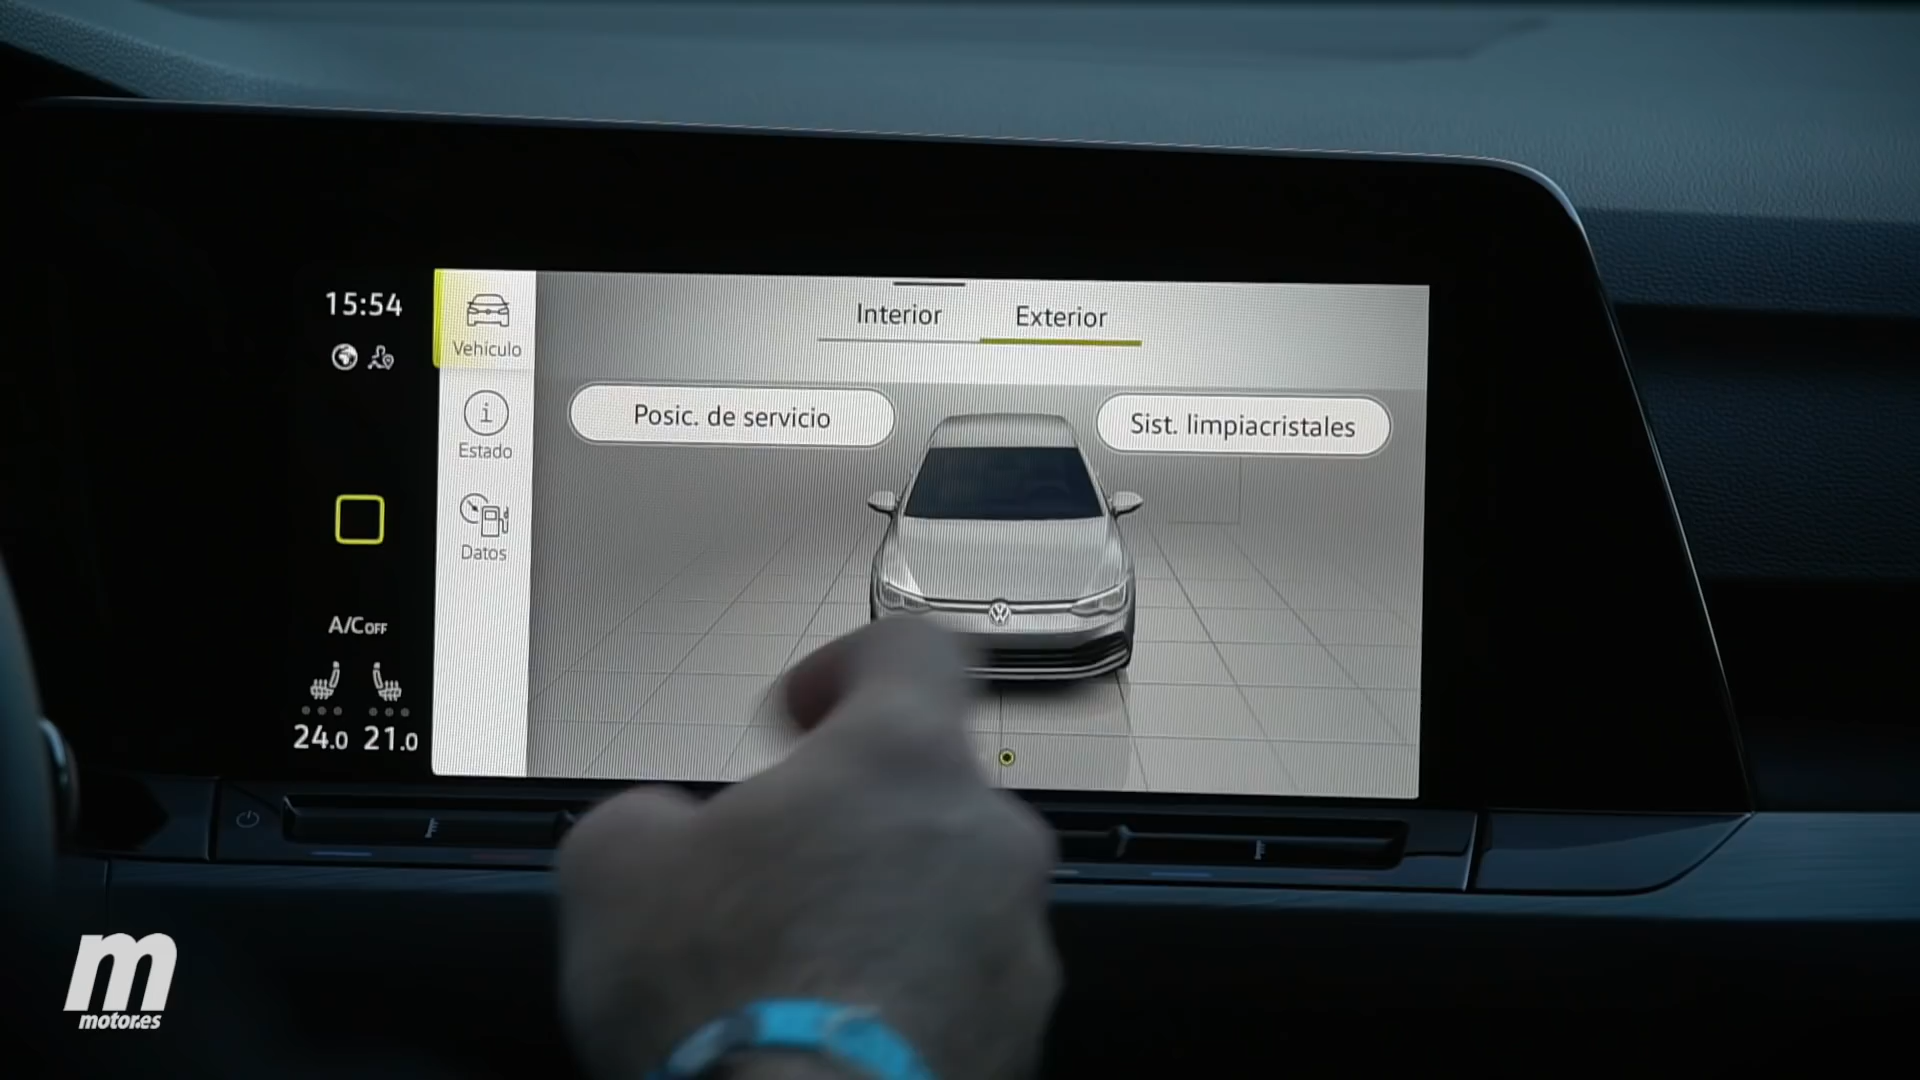 15:54
Vehículo
Interior
Exterior
Posic. de servicio
Sist. limpiacristales
i
Estado
Datos
A/COFF
24.0 21.0
m
motor.es